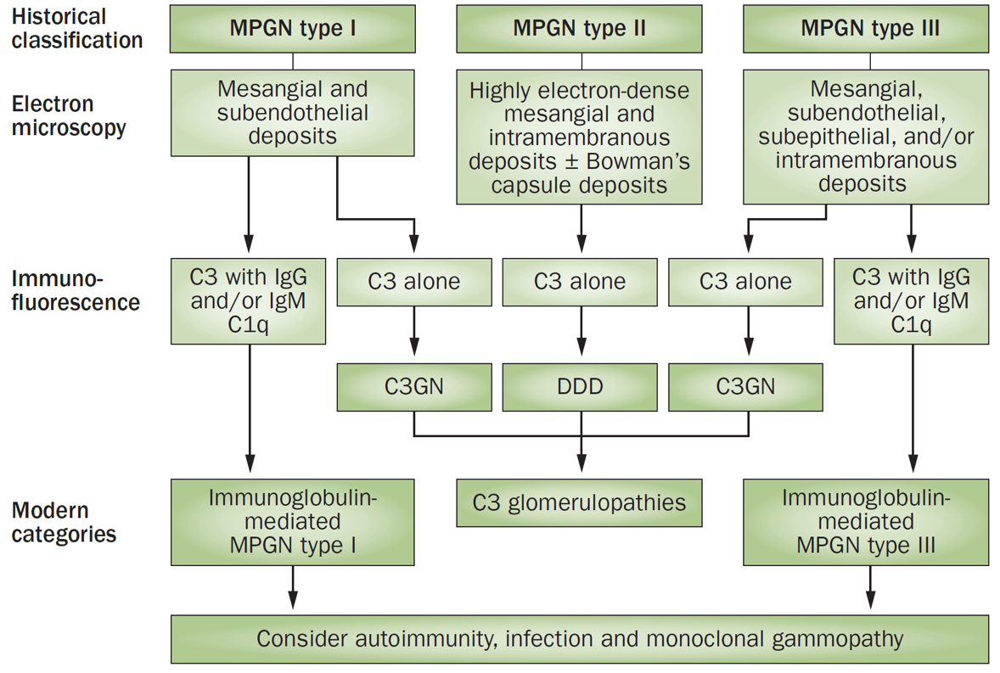 Historical
classification
MPGN type I
MPGN type II
MPGN type III
Electron
microscopy
Mesangial and
subendothelial
deposits
Highly electron-dense
mesangial and
intramembranous
deposits ± Bowman's
capsule deposits
Mesangial,
subendothelial,
subepithelial, and/or
intramembranous
deposits
Immuno-
fluorescence
C3 with IgG
and/or IgM
C1q
C3 alone
C3 alone
C3 alone
C3 with IgG
and/or IgM
C1q
C3GN
DDD
C3GN
Modern
categories
Immunoglobulin-
mediated
MPGN type I
C3 glomerulopathies
Immunoglobulin-
mediated
MPGN type III
Consider autoimmunity, infection and monoclonal gammopathy